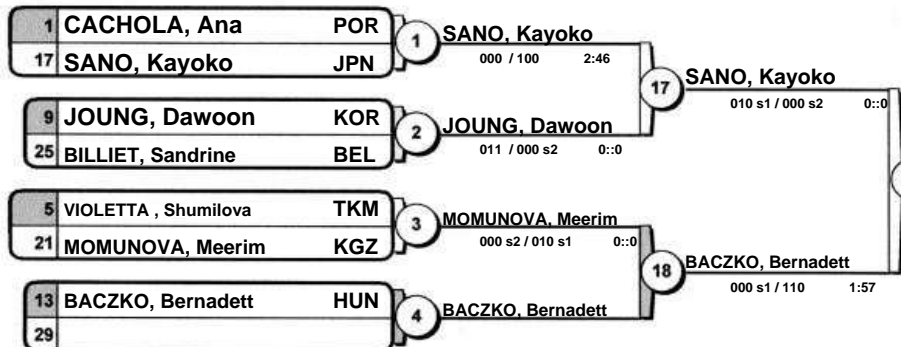 1 CACHOLA, Ana POR
17 SANO, Kayoko JPN
1
SANO, Kayoko
000 / 100 2:46
9 JOUNG, Dawoon KOR
25 BILLIET, Sandrine BEL
2
JOUNG, Dawoon
011 / 000 s2 0::0
17
SANO, Kayoko
010 s1 / 000 s2 0::0
5 VIOLETTA , Shumilova TKM
21 MOMUNOVA, Meerim KGZ
3
MOMUNOVA, Meerim
000 s2 / 010 s1 0::0
13 BACZKO, Bernadett HUN
29
4
BACZKO, Bernadett
18
BACZKO, Bernadett
000 s1 / 110 1:57